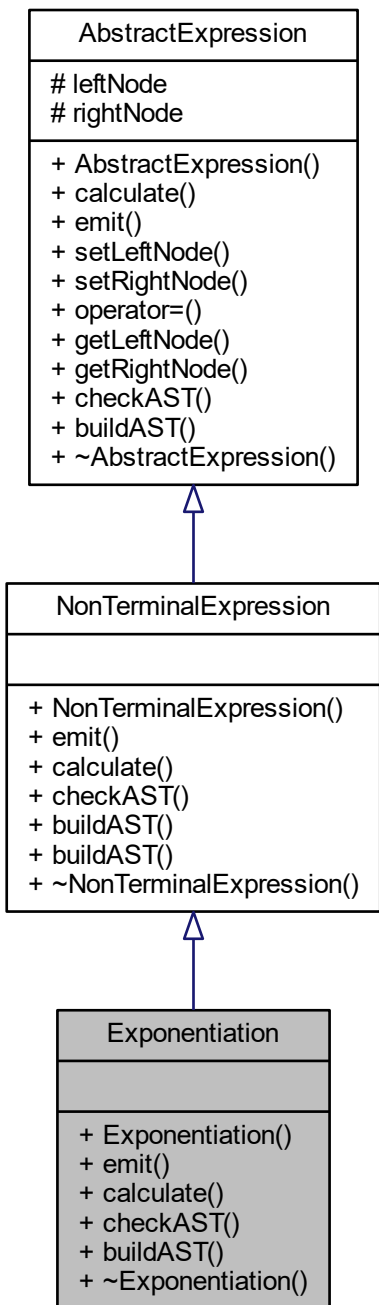 AbstractExpression
# leftNode
# rightNode
+ AbstractExpression()
+ calculate()
+ emit()
+ setLeftNode()
+ setRightNode()
+ operator=()
+ getLeftNode()
+ getRightNode()
+ checkAST()
+ buildAST()
+ ~AbstractExpression()
NonTerminalExpression
+ NonTerminalExpression()
+ emit()
+ calculate()
+ checkAST()
+ buildAST()
+ buildAST()
+ ~NonTerminalExpression()
Exponentiation
+ Exponentiation()
+ emit()
+ calculate()
+ checkAST()
+ buildAST()
+ ~Exponentiation()